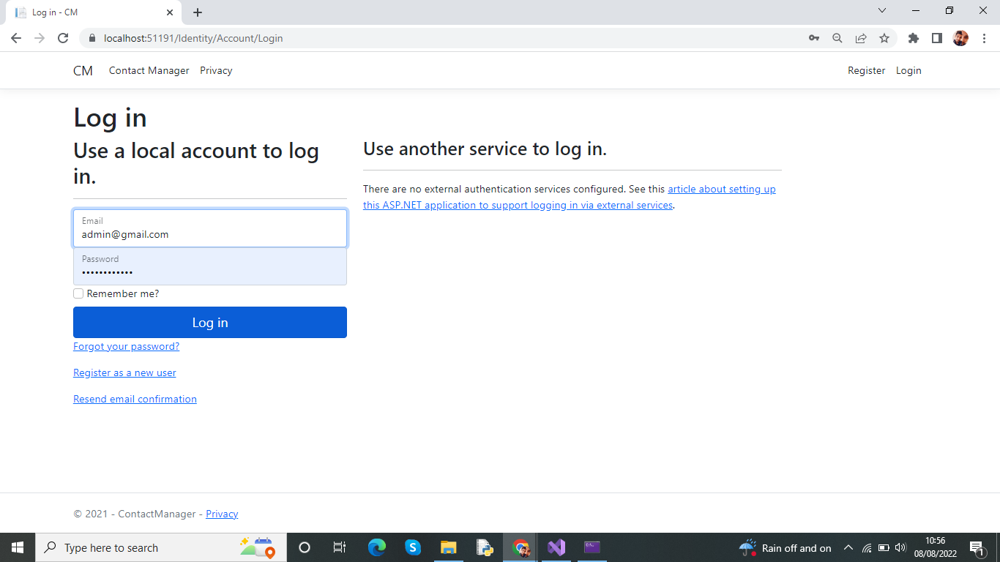 Log in - CM
localhost:51191/Identity/Account/Login
CM Contact Manager Privacy Register Login
Log in
Use a local account to log
in.
Email
admin@gmail.com
Password
••••••••••••
Remember me?
Log in
Forgot your password?
Register as a new user
Resend email confirmation
Use another service to log in.
There are no external authentication services configured. See this article about setting up
this ASP.NET application to support logging in via external services.
© 2021 - ContactManager - Privacy
Type here to search
Rain off and on
10:56
08/08/2022
1